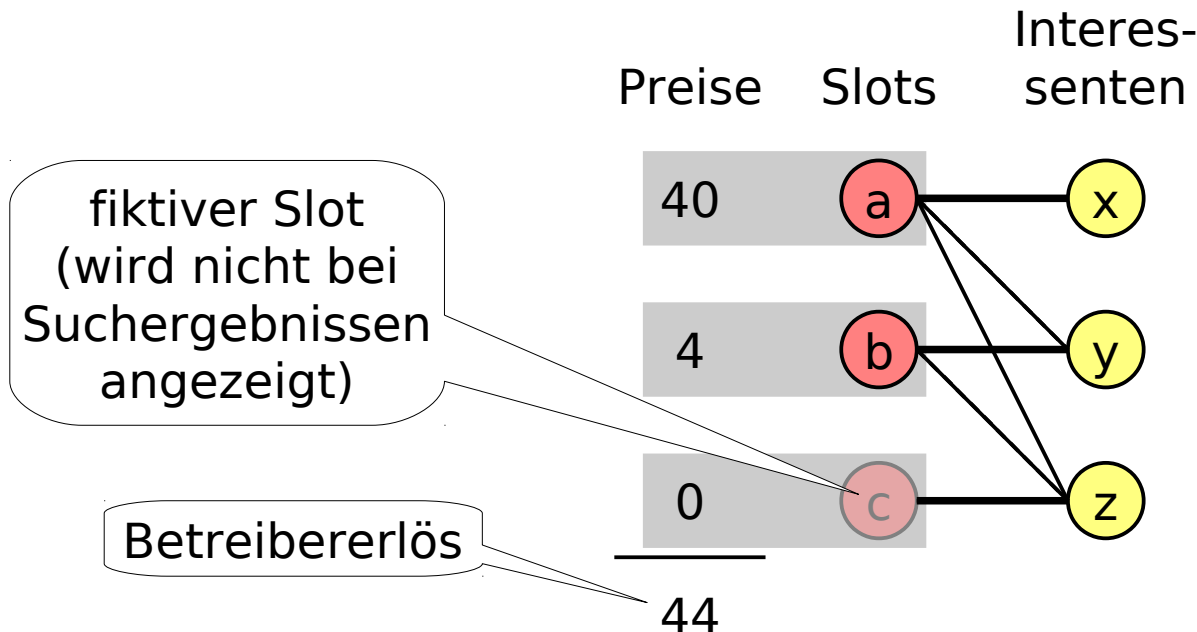 Interes-
Preise Slots senten
fiktiver Slot
(wird nicht bei
Suchergebnissen
angezeigt)
40 a x
4 b y
0 c z
Betreibererlös
44